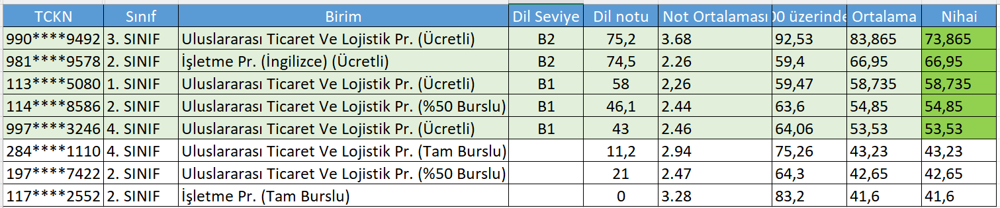 TCKN Sınıf Birim Dil Seviye Dil notu Not Ortalaması 00 üzerinde Ortalama Nihai
990****9492 3. SINIF Uluslararası Ticaret Ve Lojistik Pr. (Ücretli) B2 75,2 3.68 92,53 83,865 73,865
981****9578 2. SINIF İşletme Pr. (İngilizce) (Ücretli) B2 74,5 2.26 59,4 66,95 66,95
113****5080 1. SINIF Uluslararası Ticaret Ve Lojistik Pr. (Ücretli) B1 58 2,26 59,47 58,735 58,735
114****8586 2. SINIF Uluslararası Ticaret Ve Lojistik Pr. (%50 Burslu) B1 46,1 2.44 63,6 54,85 54,85
997****3246 4. SINIF Uluslararası Ticaret Ve Lojistik Pr. (Ücretli) B1 43 2.46 64,06 53,53 53,53
284****1110 4. SINIF Uluslararası Ticaret Ve Lojistik Pr. (Tam Burslu) 11,2 2.94 75,26 43,23 43,23
197****7422 2. SINIF Uluslararası Ticaret Ve Lojistik Pr. (%50 Burslu) 21 2.47 64,3 42,65 42,65
117****2552 2. SINIF İşletme Pr. (Tam Burslu) 0 3.28 83,2 41,6 41,6